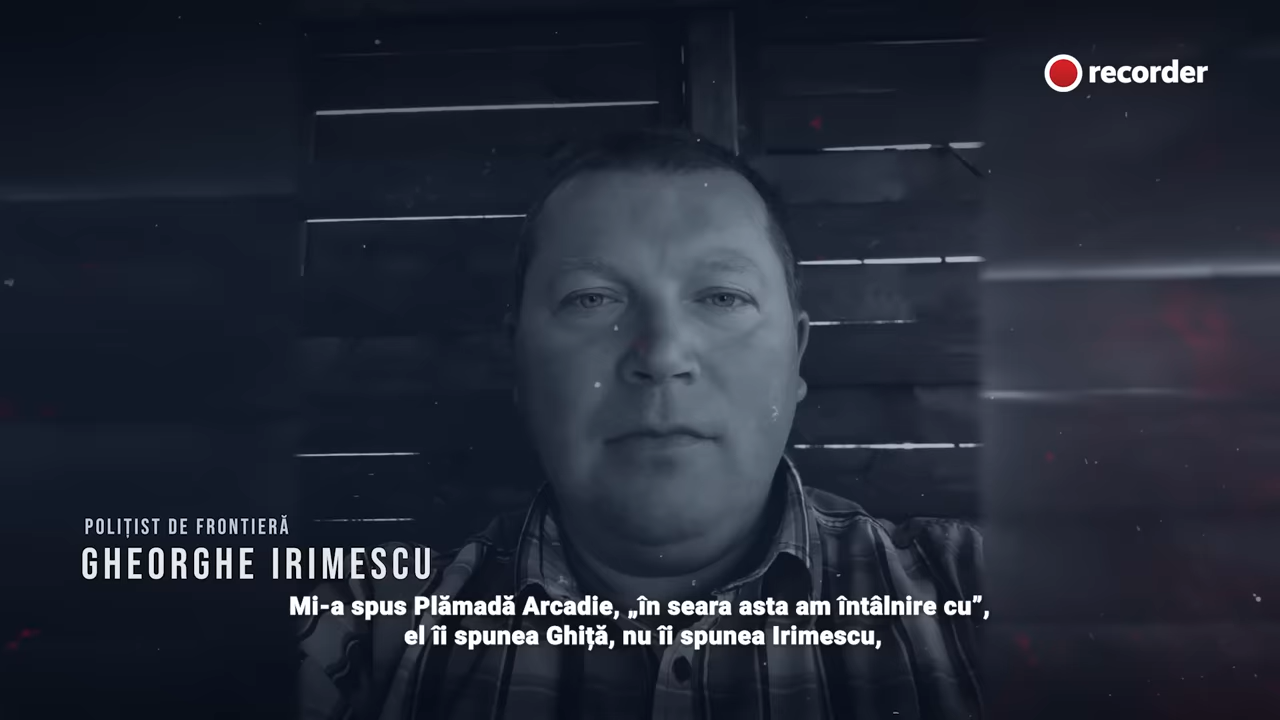 recorder
POLIȚIST DE FRONTIERĂ
GHEORGHE IRIMESCU
Mi-a spus Plămadă Arcadie, „în seara asta am întâlnire cu”,
el îi spunea Ghiță, nu îi spunea Irimescu,